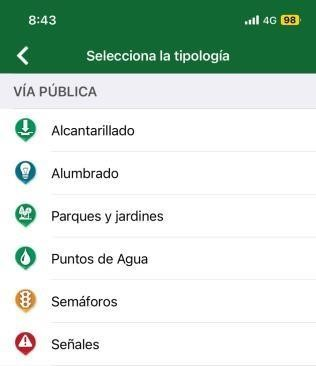 8:43 4G 98
Selecciona la tipología
VÍA PÚBLICA
Alcantarillado
Alumbrado
Parques y jardines
Puntos de Agua
Semáforos
Señales